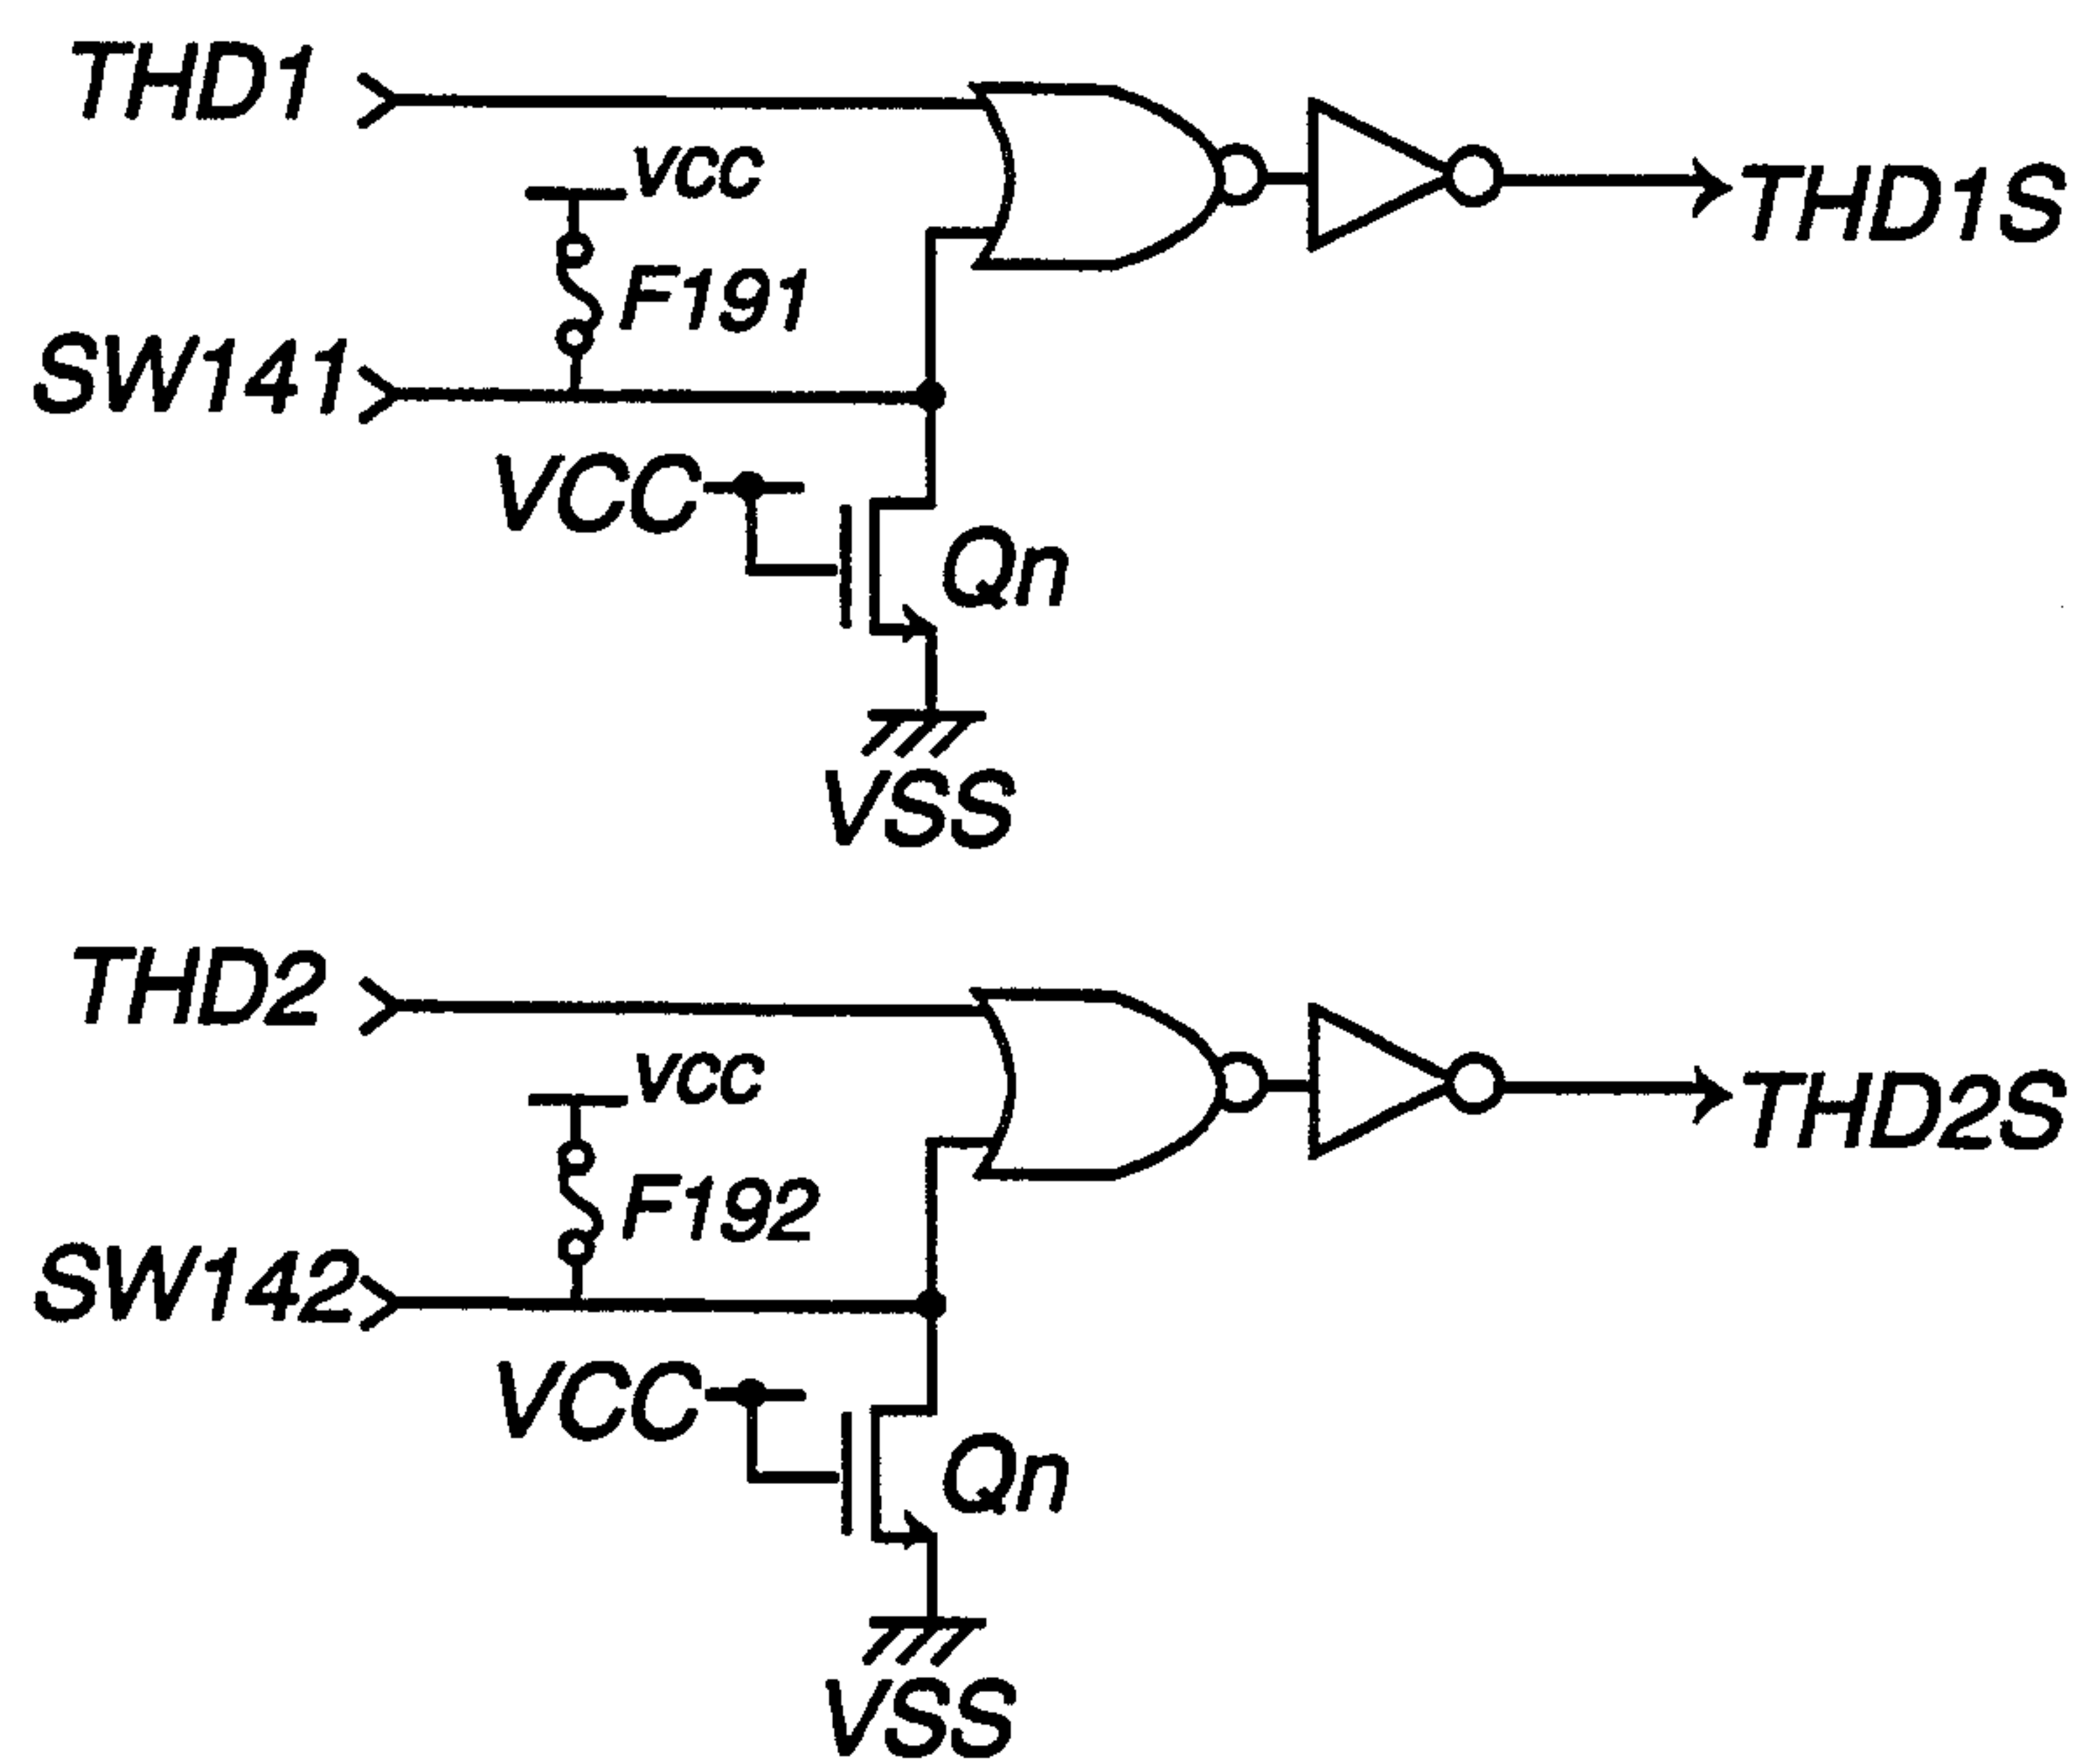 THD1
VCC
THD1S
F191
SW141
VCC
Qn
VSS
THD2
VCC
THD2S
F192
SW142
VCC
Qn
VSS